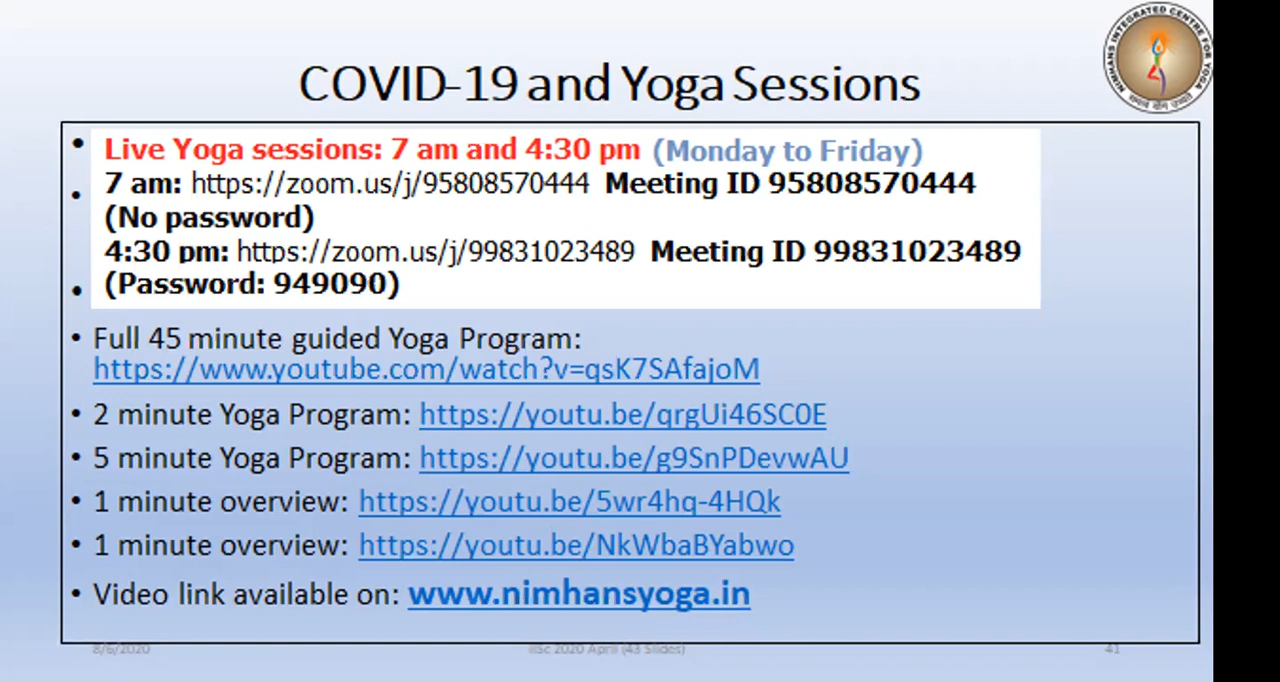 NIMHANS INTEGRATED CENTRE FOR YOGA
COVID-19 and Yoga Sessions
• Live Yoga sessions: 7 am and 4:30 pm (Monday to Friday)
• 7 am: https://zoom.us/j/95808570444 Meeting ID 95808570444
(No password)
4:30 pm: https://zoom.us/j/99831023489 Meeting ID 99831023489
• (Password: 949090)
• Full 45 minute guided Yoga Program:
https://www.youtube.com/watch?v=qsK7SAfajoM
• 2 minute Yoga Program: https://youtu.be/qrgUi46SC0E
• 5 minute Yoga Program: https://youtu.be/g9SnPDevwAU
• 1 minute overview: https://youtu.be/5wr4hq-4HQk
• 1 minute overview: https://youtu.be/NkWbaBYabwo
• Video link available on: www.nimhansyoga.in
8/6/2020 IISc 2020 April (43 Slides) 41